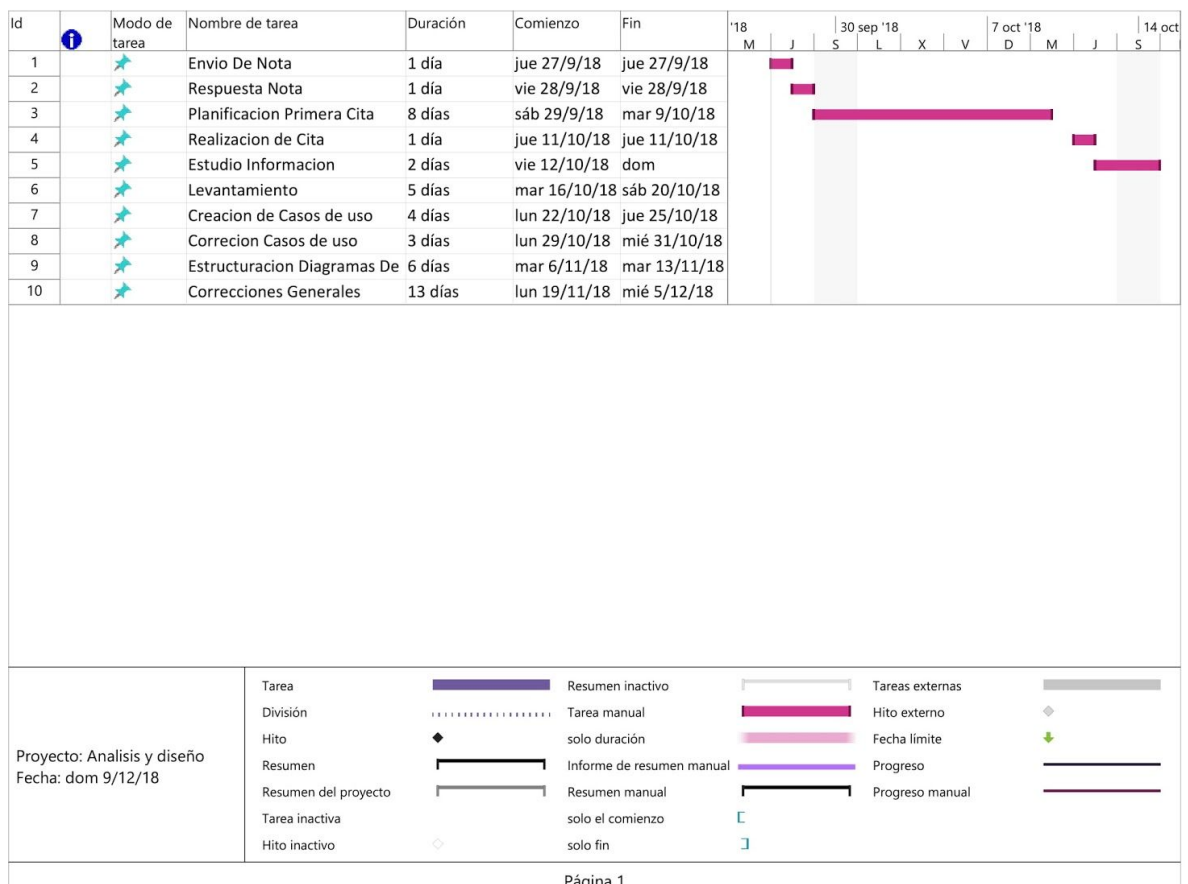 Id Modo de tarea Nombre de tarea Duración Comienzo Fin '18 30 sep '18 7 oct '18 14 oct
M J S L X V D M J S
1 Envio De Nota 1 día jue 27/9/18 jue 27/9/18
2 Respuesta Nota 1 día vie 28/9/18 vie 28/9/18
3 Planificacion Primera Cita 8 días sáb 29/9/18 mar 9/10/18
4 Realizacion de Cita 1 día jue 11/10/18 jue 11/10/18
5 Estudio Informacion 2 días vie 12/10/18 dom
6 Levantamiento 5 días mar 16/10/18 sáb 20/10/18
7 Creacion de Casos de uso 4 días lun 22/10/18 jue 25/10/18
8 Correcion Casos de uso 3 días lun 29/10/18 mié 31/10/18
9 Estructuracion Diagramas De 6 días mar 6/11/18 mar 13/11/18
10 Correcciones Generales 13 días lun 19/11/18 mié 5/12/18
Proyecto: Analisis y diseño
Fecha: dom 9/12/18
Tarea Resumen inactivo Tareas externas
División Tarea manual Hito externo
Hito solo duración Fecha límite
Resumen Informe de resumen manual Progreso
Resumen del proyecto Resumen manual Progreso manual
Tarea inactiva solo el comienzo
Hito inactivo solo fin
Página 1